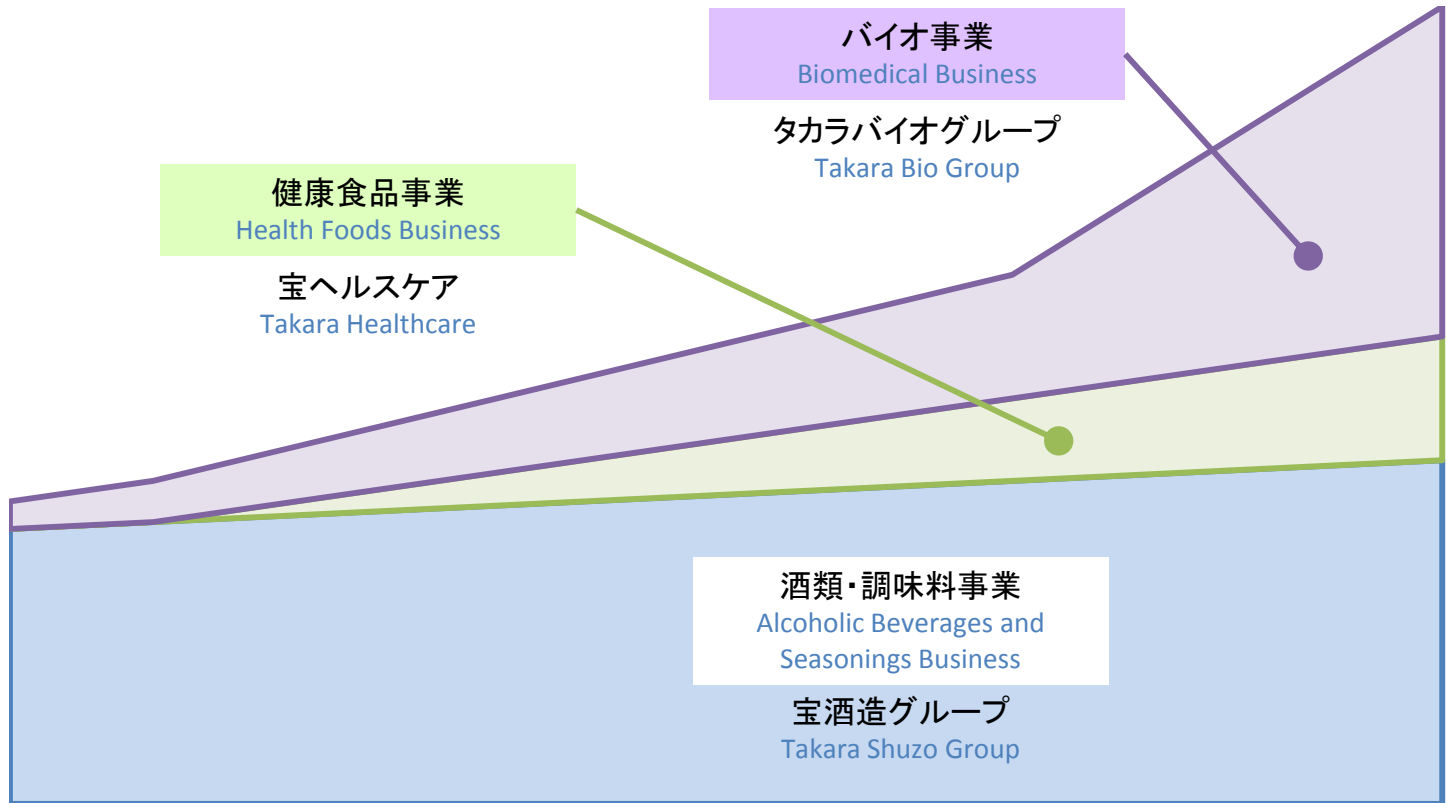 バイオ事業
Biomedical Business
タカラバイオグループ
Takara Bio Group
健康食品事業
Health Foods Business
宝ヘルスケア
Takara Healthcare
酒類・調味料事業
Alcoholic Beverages and
Seasonings Business
宝酒造グループ
Takara Shuzo Group